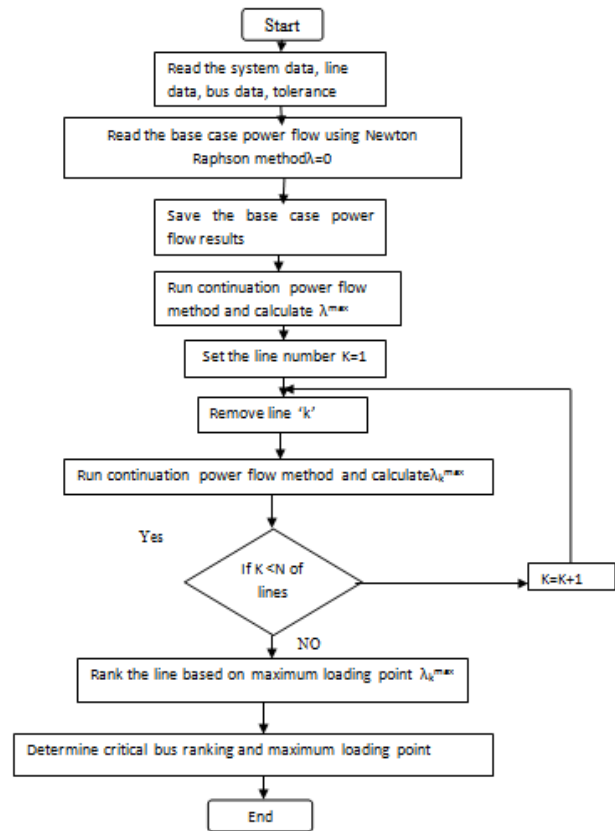 Start
Read the system data, line
data, bus data, tolerance
Read the base case power flow using Newton
Raphson methodλ=0
Save the base case power
flow results
Run continuation power flow
method and calculate λᵐᵃˣ
Set the line number K=1
Remove line ‘k’
Run continuation power flow method and calculateλₖᵐᵃˣ
Yes
If K <N of
lines
K=K+1
NO
Rank the line based on maximum loading point λₖᵐᵃˣ
Determine critical bus ranking and maximum loading point
End